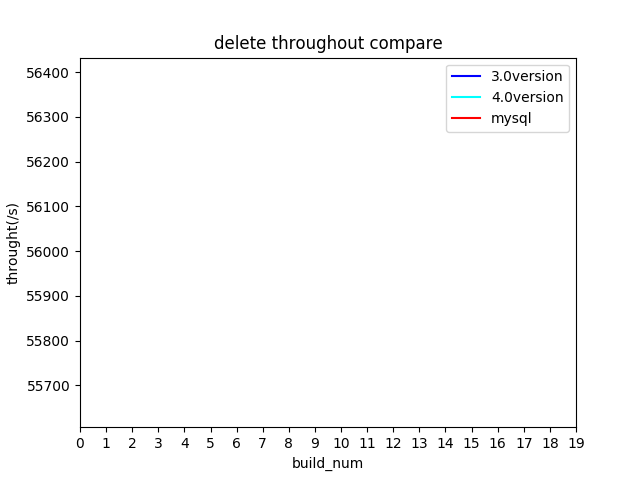 delete throughout compare
3.0version
4.0version
mysql
throught(/s)
56400
56300
56200
56100
56000
55900
55800
55700
0 1 2 3 4 5 6 7 8 9 10 11 12 13 14 15 16 17 18 19
build_num